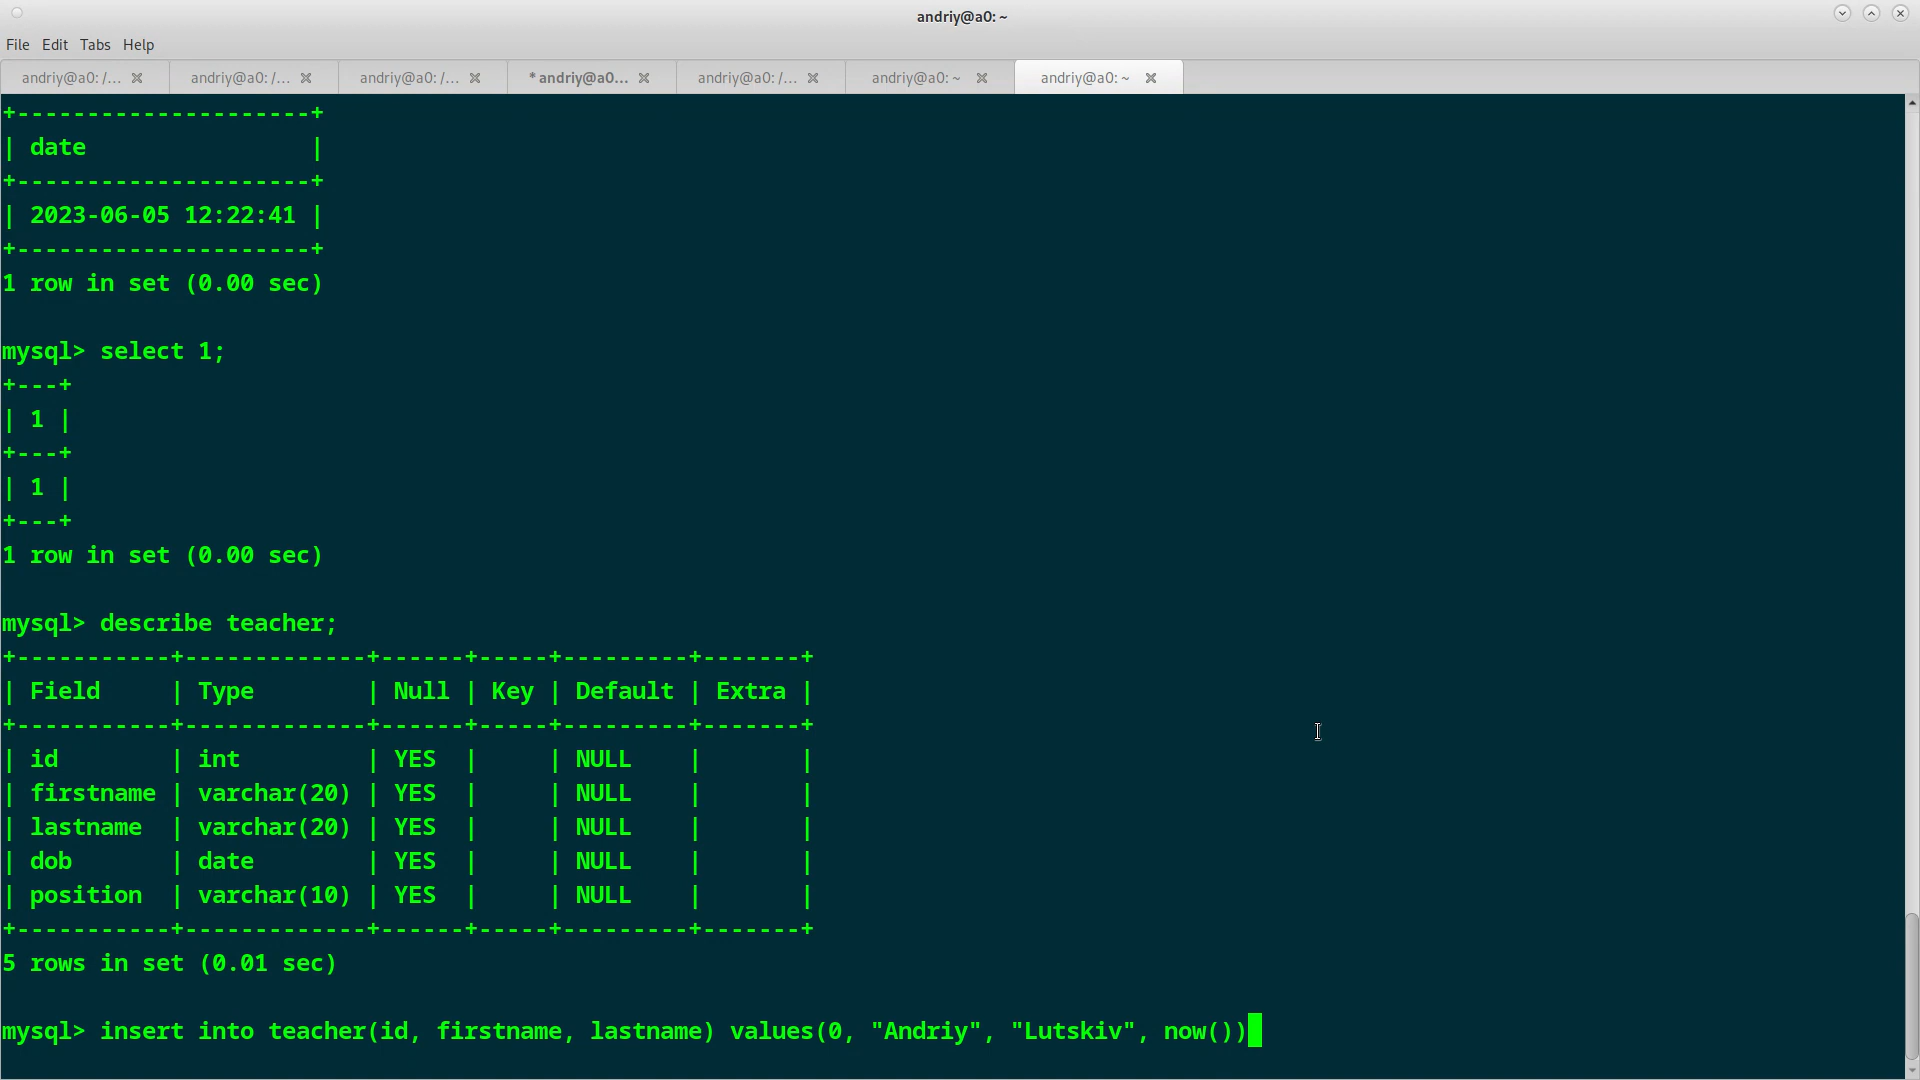 andriy@a0: ~
File Edit Tabs Help
andriy@a0: /... andriy@a0: /... andriy@a0: /... * andriy@a0... andriy@a0: /... andriy@a0: ~ andriy@a0: ~
+---------------------+
| date                |
+---------------------+
| 2023-06-05 12:22:41 |
+---------------------+
1 row in set (0.00 sec)

mysql> select 1;
+---+
| 1 |
+---+
| 1 |
+---+
1 row in set (0.00 sec)

mysql> describe teacher;
+-----------+-------------+------+-----+---------+-------+
| Field     | Type        | Null | Key | Default | Extra |
+-----------+-------------+------+-----+---------+-------+
| id        | int         | YES  |     | NULL    |       |
| firstname | varchar(20) | YES  |     | NULL    |       |
| lastname  | varchar(20) | YES  |     | NULL    |       |
| dob       | date        | YES  |     | NULL    |       |
| position  | varchar(10) | YES  |     | NULL    |       |
+-----------+-------------+------+-----+---------+-------+
5 rows in set (0.01 sec)

mysql> insert into teacher(id, firstname, lastname) values(0, "Andriy", "Lutskiv", now())